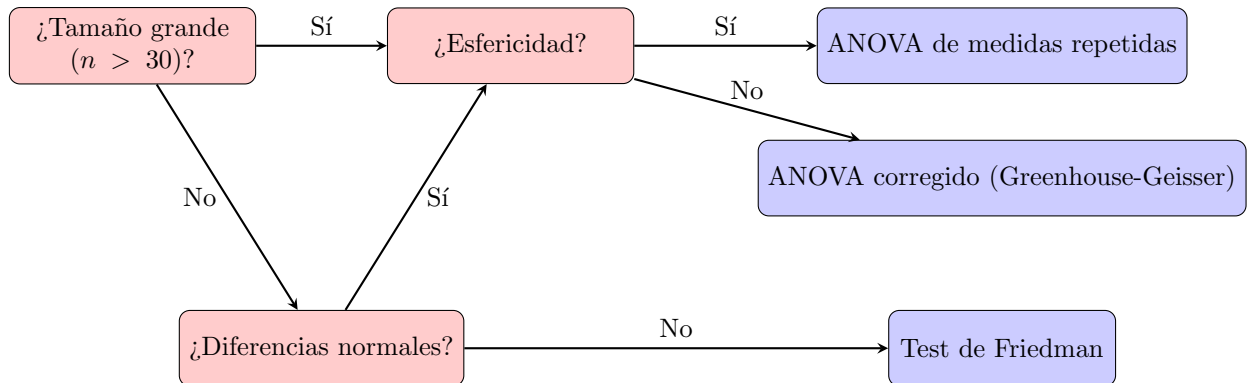 ¿Tamaño grande
(n > 30)?
Sí
¿Esfericidad?
Sí
ANOVA de medidas repetidas
No
ANOVA corregido (Greenhouse-Geisser)
No
Sí
¿Diferencias normales?
No
Test de Friedman